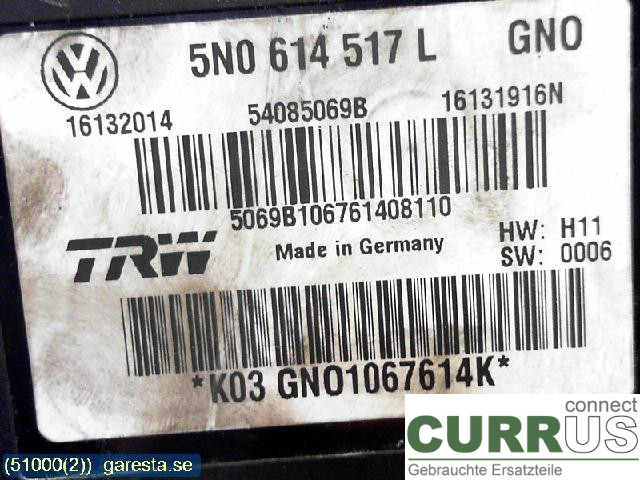 5N0 614 517 L GNO
16132014 54085069B 16131916N
5069B106761408110
TRW Made in Germany HW: H11
SW: 0006
*K03 GNO1067614K*
connect
CURRUS
Gebrauchte Ersatzteile
(51000(2)) garesta.se